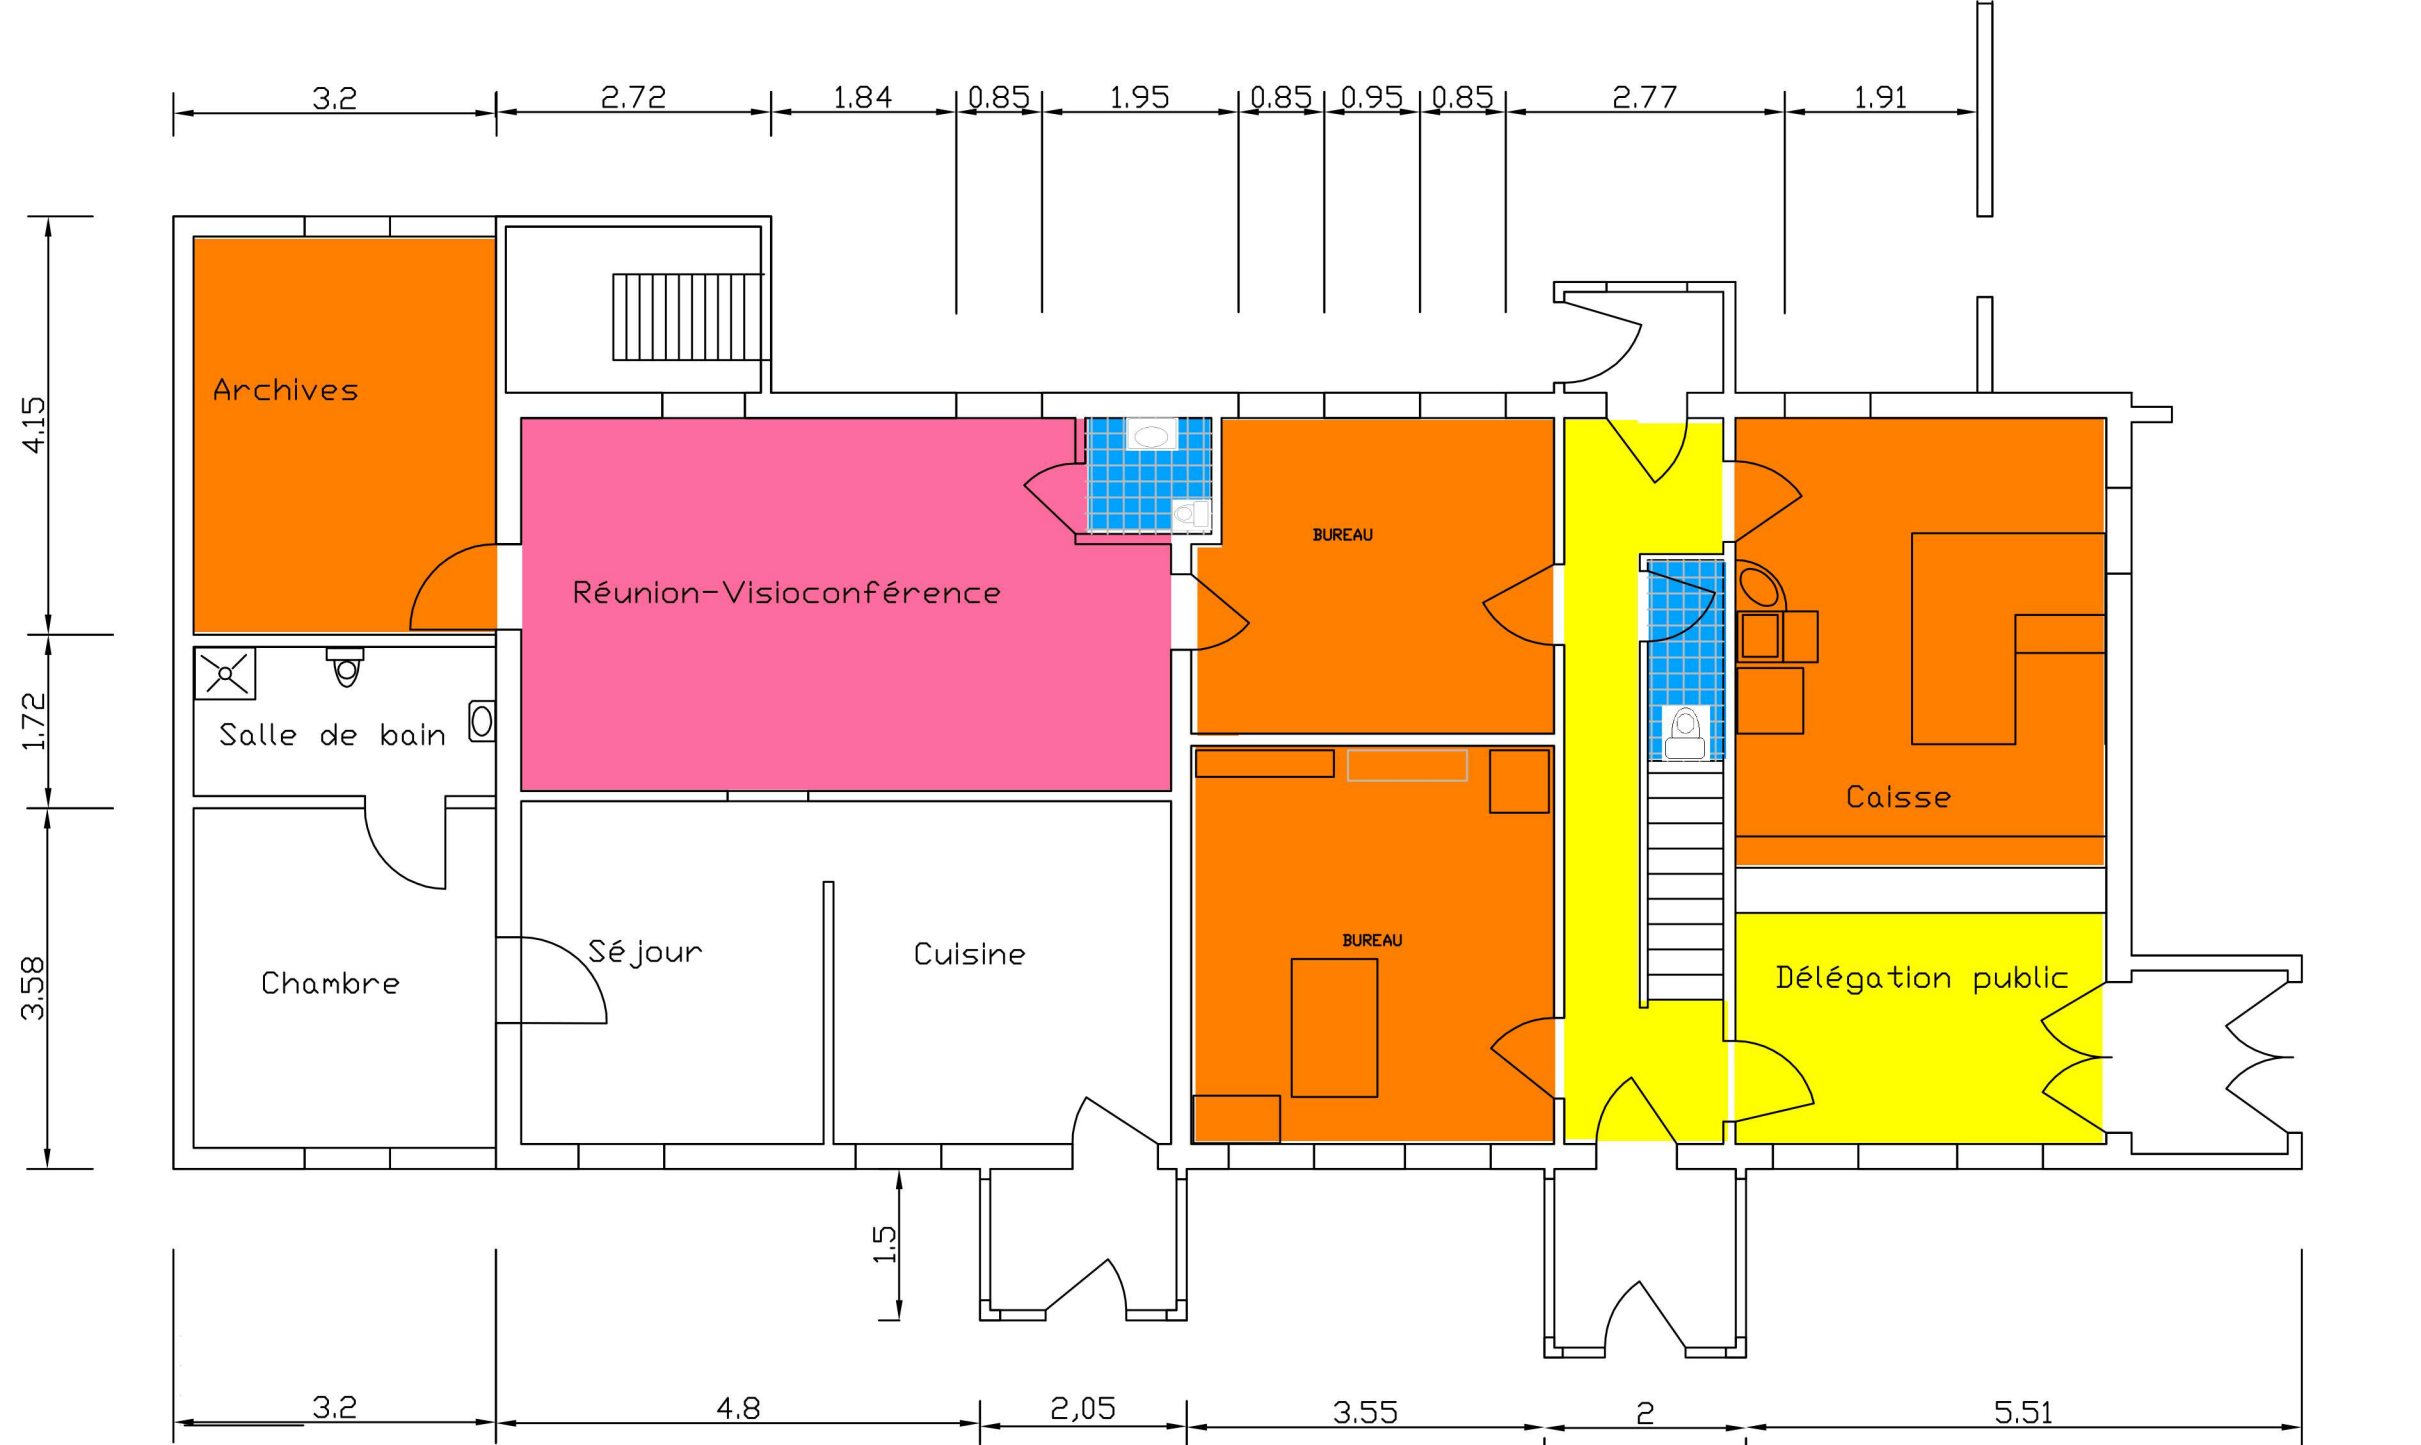 3.2
2.72
1.84
0.85
1.95
0.85
0.95
0.85
2.77
1.91
4.15
1.72
3.58
Archives
BUREAU
Réunion-Visioconférence
Salle de bain
Caisse
BUREAU
Séjour
Cuisine
Chambre
Délégation public
1.5
3.2
4.8
2,05
3.55
2
5.51